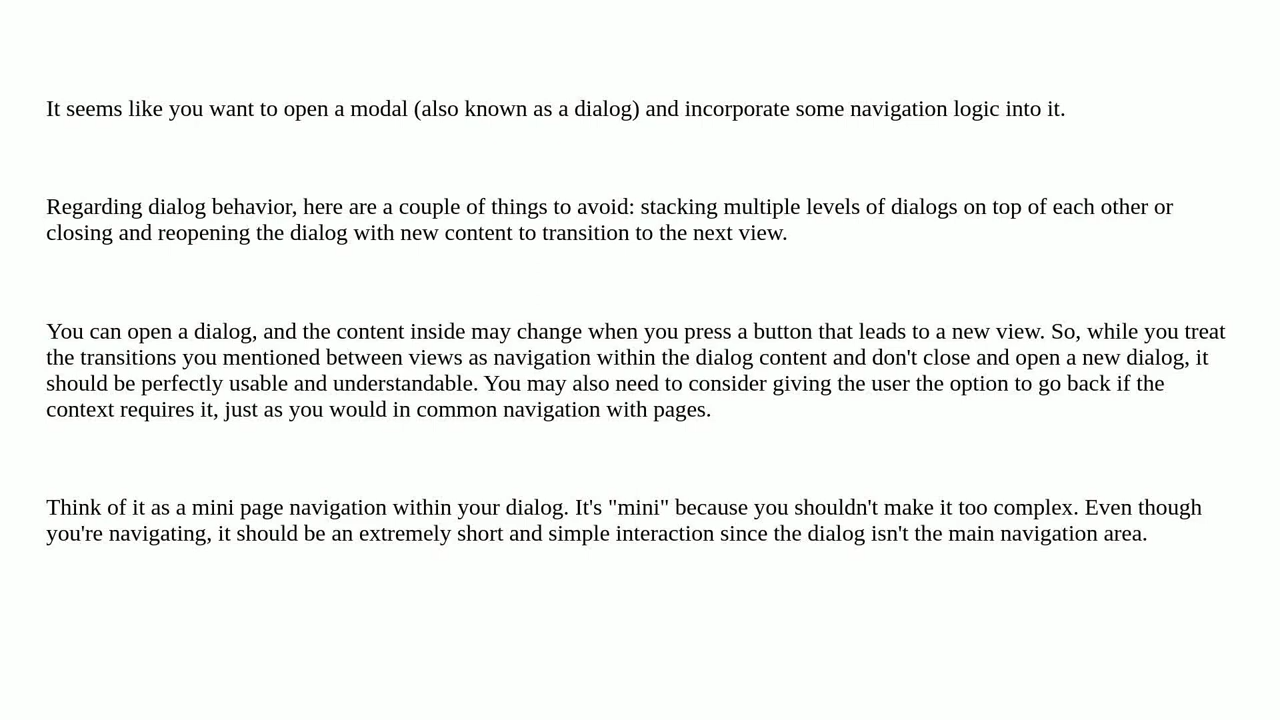 It seems like you want to open a modal (also known as a dialog) and incorporate some navigation logic into it.
Regarding dialog behavior, here are a couple of things to avoid: stacking multiple levels of dialogs on top of each other or
closing and reopening the dialog with new content to transition to the next view.
You can open a dialog, and the content inside may change when you press a button that leads to a new view. So, while you treat
the transitions you mentioned between views as navigation within the dialog content and don't close and open a new dialog, it
should be perfectly usable and understandable. You may also need to consider giving the user the option to go back if the
context requires it, just as you would in common navigation with pages.
Think of it as a mini page navigation within your dialog. It's "mini" because you shouldn't make it too complex. Even though
you're navigating, it should be an extremely short and simple interaction since the dialog isn't the main navigation area.